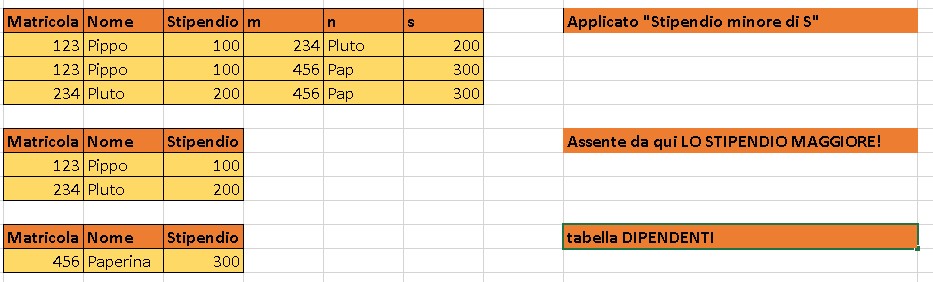 Matricola Nome Stipendio m n s Applicato "Stipendio minore di S"
123 Pippo 100 234 Pluto 200
123 Pippo 100 456 Pap 300
234 Pluto 200 456 Pap 300
Matricola Nome Stipendio Assente da qui LO STIPENDIO MAGGIORE!
123 Pippo 100
234 Pluto 200
Matricola Nome Stipendio tabella DIPENDENTI
456 Paperina 300